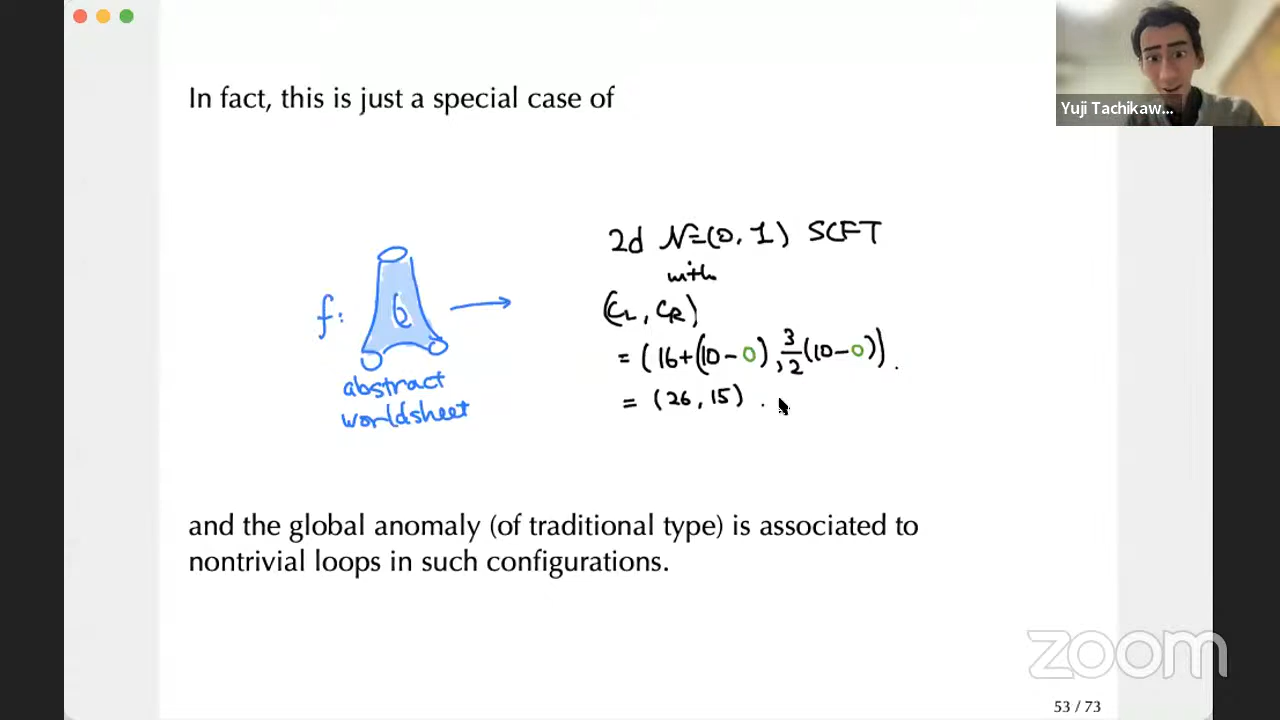 In fact, this is just a special case of
Yuji Tachikaw...
2d N=(0,1) SCFT
with
f:
(CL, CR)
= (16+(10-0), 3/2(10-0)).
abstract
worldsheet
= (26, 15).
and the global anomaly (of traditional type) is associated to
nontrivial loops in such configurations.
zoom
53 / 73